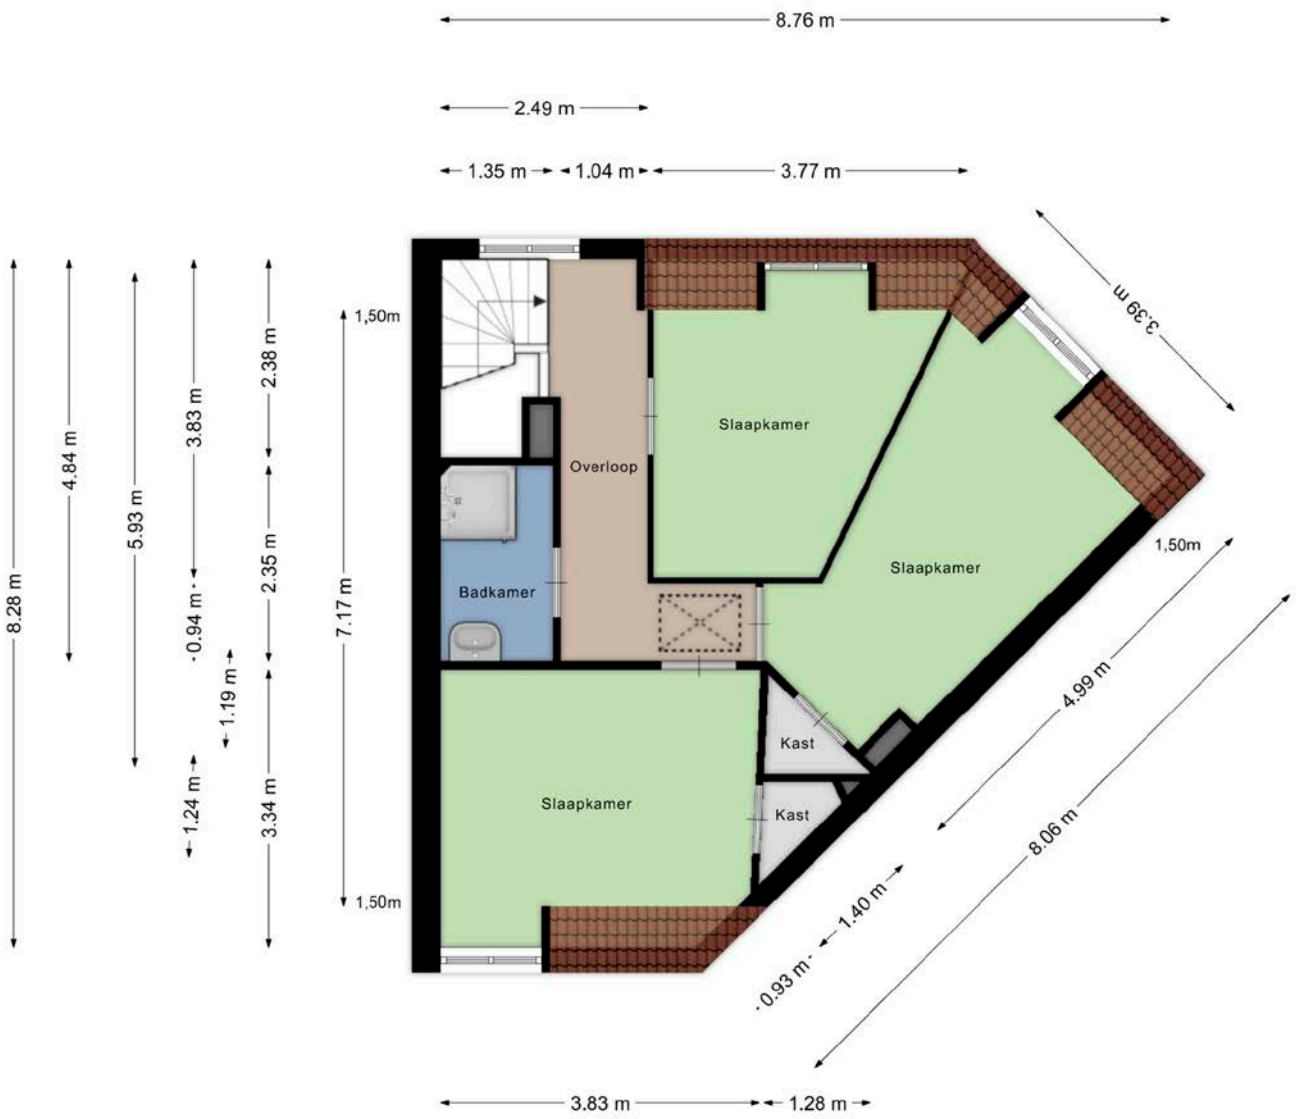 8.76 m
2.49 m
1.35 m
1.04 m
3.77 m
3.39 m
1,50m
2.38 m
3.83 m
4.84 m
5.93 m
8.28 m
Slaapkamer
Overloop
2.35 m
0.94 m
7.17 m
Badkamer
Slaapkamer
1,50m
4.99 m
1.19 m
Kast
1.24 m
3.34 m
Slaapkamer
Kast
8.06 m
1,50m
1.40 m
0.93 m
3.83 m
1.28 m